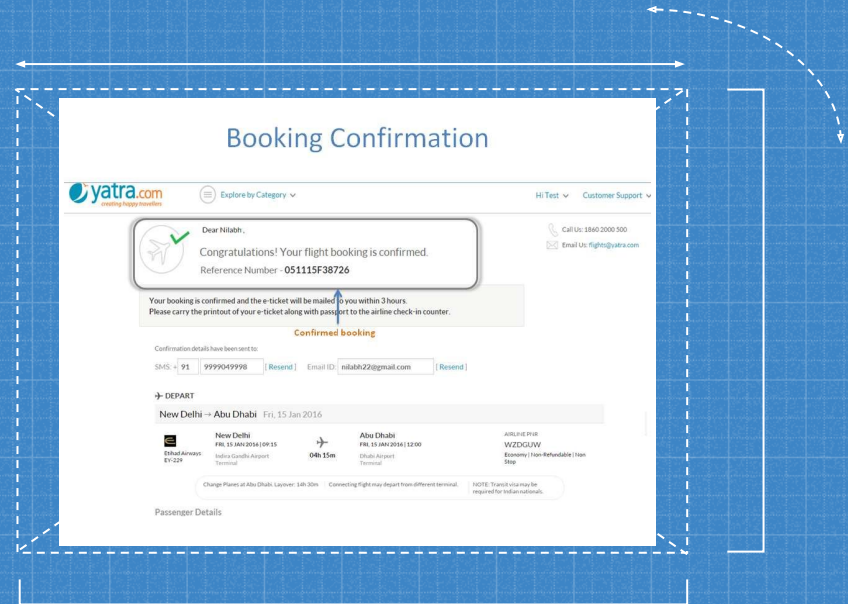 Booking Confirmation
yatra.com
creating happy travellers
Explore by Category
Hi Test
Customer Support
Dear Nilabh ,
Congratulations! Your flight booking is confirmed.
Reference Number - 051115F38726
Call Us: 1860 2000 500
Email Us: flights@yatra.com
Your booking is confirmed and the e-ticket will be mailed to you within 3 hours.
Please carry the printout of your e-ticket along with passport to the airline check-in counter.
Confirmed booking
Confirmation details have been sent to:
SMS: + 91 9999049998 [ Resend ] Email ID: nilabh22@gmail.com [ Resend ]
DEPART
New Delhi → Abu Dhabi Fri, 15 Jan 2016
Etihad Airways
EY-229
New Delhi
FRI, 15 JAN 2016 | 09:15
Indira Gandhi Airport
Terminal
04h 15m
Abu Dhabi
FRI, 15 JAN 2016 | 12:00
Dhabi Airport
Terminal
AIRLINE PNR
WZDGUW
Economy | Non-Refundable | Non
Stop
Change Planes at Abu Dhabi. Layover: 14h 30m
Connecting flight may depart from different terminal.
NOTE: Transit visa may be
required for Indian nationals.
Passenger Details